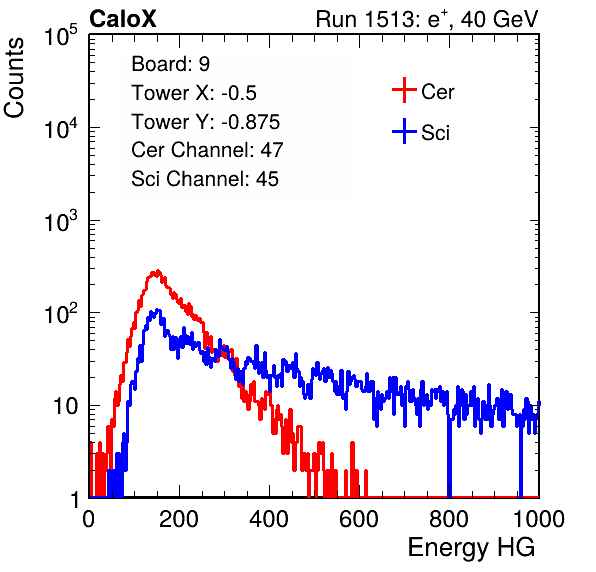 CaloX Run 1513: e⁺, 40 GeV
Counts
Board: 9
Tower X: -0.5
Tower Y: -0.875
Cer Channel: 47
Sci Channel: 45
Cer
Sci
10⁵
10⁴
10³
10²
10
1
0 200 400 600 800 1000
Energy HG